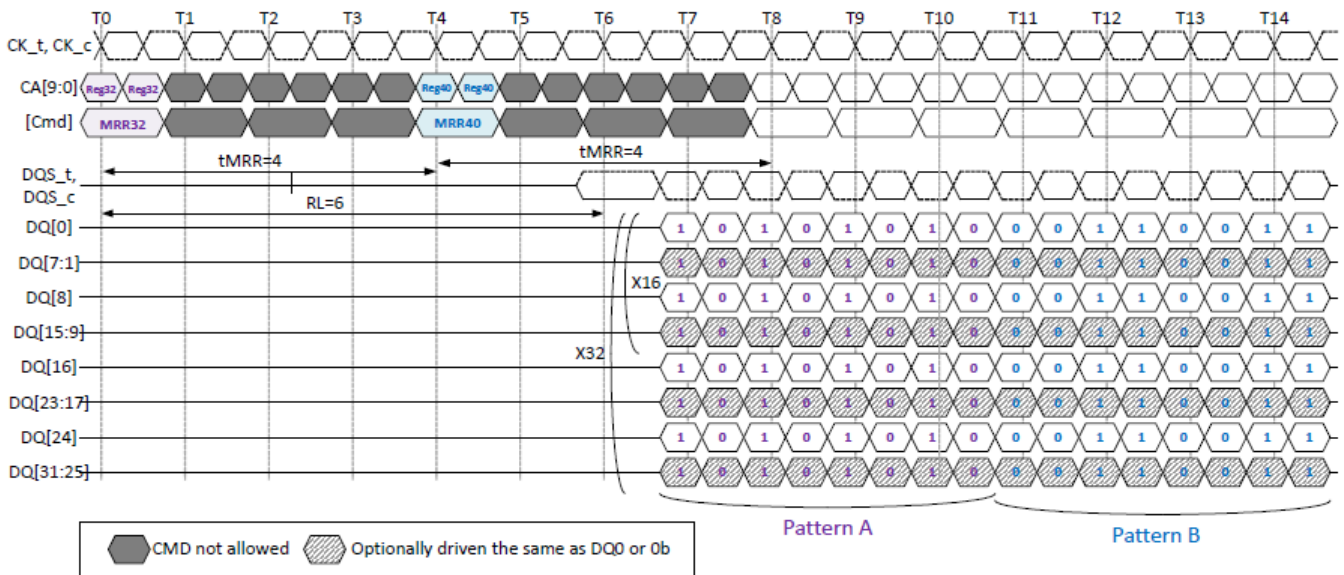 T0 T1 T2 T3 T4 T5 T6 T7 T8 T9 T10 T11 T12 T13 T14
CK_t, CK_c
CA[9:0] Reg32 Reg32 Reg40 Reg40
[Cmd] MRR32 MRR40
tMRR=4 tMRR=4
DQS_t,
DQS_c
RL=6
DQ[0] 1 0 1 0 1 0 1 0 0 0 1 1 0 0 1 1
DQ[7:1] 1 0 1 0 1 0 1 0 0 0 1 1 0 0 1 1
X16
DQ[8] 1 0 1 0 1 0 1 0 0 0 1 1 0 0 1 1
DQ[15:9] 1 0 1 0 1 0 1 0 0 0 1 1 0 0 1 1
X32
DQ[16] 1 0 1 0 1 0 1 0 0 0 1 1 0 0 1 1
DQ[23:17] 1 0 1 0 1 0 1 0 0 0 1 1 0 0 1 1
DQ[24] 1 0 1 0 1 0 1 0 0 0 1 1 0 0 1 1
DQ[31:25] 1 0 1 0 1 0 1 0 0 0 1 1 0 0 1 1
Pattern A Pattern B
CMD not allowed Optionally driven the same as DQ0 or 0b